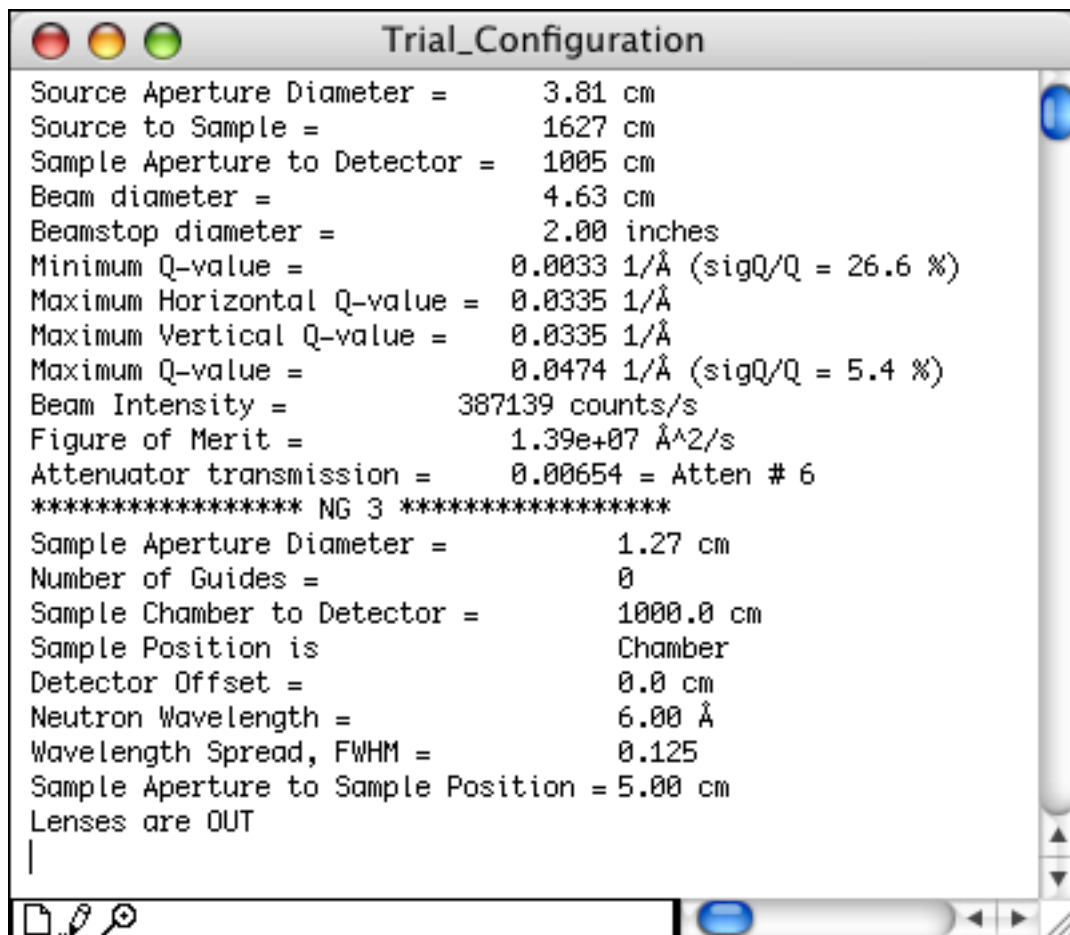 Trial_Configuration
Source Aperture Diameter = 3.81 cm
Source to Sample = 1627 cm
Sample Aperture to Detector = 1005 cm
Beam diameter = 4.63 cm
Beamstop diameter = 2.00 inches
Minimum Q-value = 0.0033 1/Å (sigQ/Q = 26.6 %)
Maximum Horizontal Q-value = 0.0335 1/Å
Maximum Vertical Q-value = 0.0335 1/Å
Maximum Q-value = 0.0474 1/Å (sigQ/Q = 5.4 %)
Beam Intensity = 387139 counts/s
Figure of Merit = 1.39e+07 Å^2/s
Attenuator transmission = 0.00654 = Atten # 6
***************** NG 3 *****************
Sample Aperture Diameter = 1.27 cm
Number of Guides = 0
Sample Chamber to Detector = 1000.0 cm
Sample Position is Chamber
Detector Offset = 0.0 cm
Neutron Wavelength = 6.00 Å
Wavelength Spread, FWHM = 0.125
Sample Aperture to Sample Position = 5.00 cm
Lenses are OUT